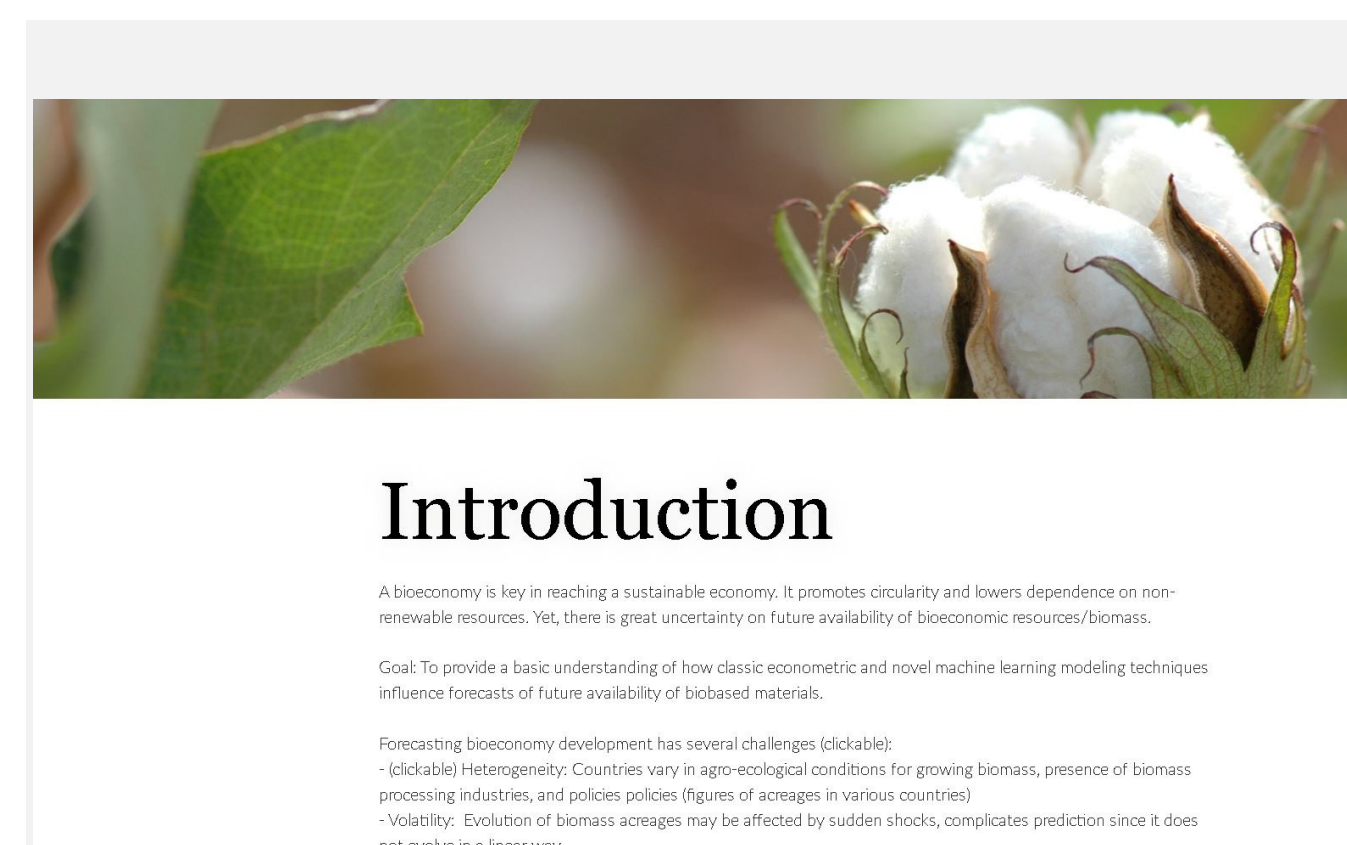 Introduction
A bioeconomy is key in reaching a sustainable economy. It promotes circularity and lowers dependence on non-
renewable resources. Yet, there is great uncertainty on future availability of bioeconomic resources/biomass.
Goal: To provide a basic understanding of how classic econometric and novel machine learning modeling techniques
influence forecasts of future availability of biobased materials.
Forecasting bioeconomy development has several challenges (clickable):
- (clickable) Heterogeneity: Countries vary in agro-ecological conditions for growing biomass, presence of biomass
processing industries, and policies policies (figures of acreages in various countries)
- Volatility:  Evolution of biomass acreages may be affected by sudden shocks, complicates prediction since it does
not evolve in a linear way